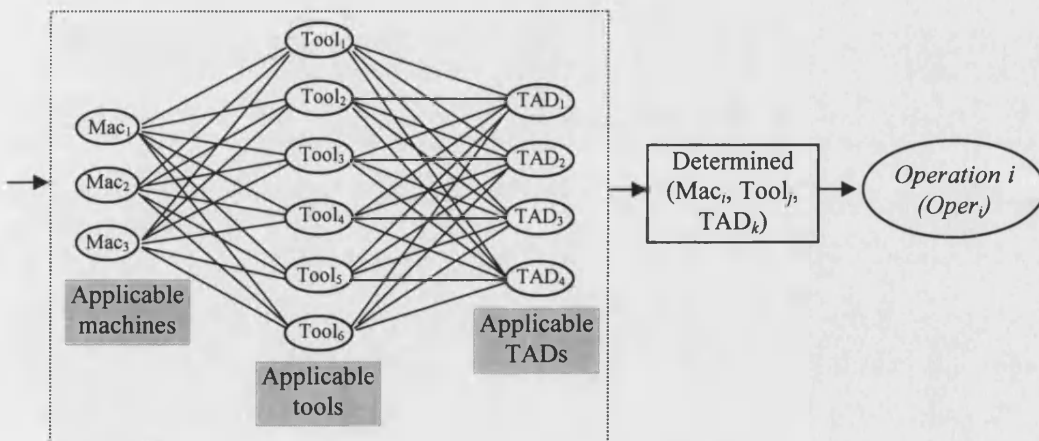 Mac₁
Mac₂
Mac₃
Applicable
machines
Tool₁
Tool₂
Tool₃
Tool₄
Tool₅
Tool₆
Applicable
tools
TAD₁
TAD₂
TAD₃
TAD₄
Applicable
TADs
Determined
(Macᵢ, Toolⱼ,
TADₖ)
Operation i
(Operᵢ)